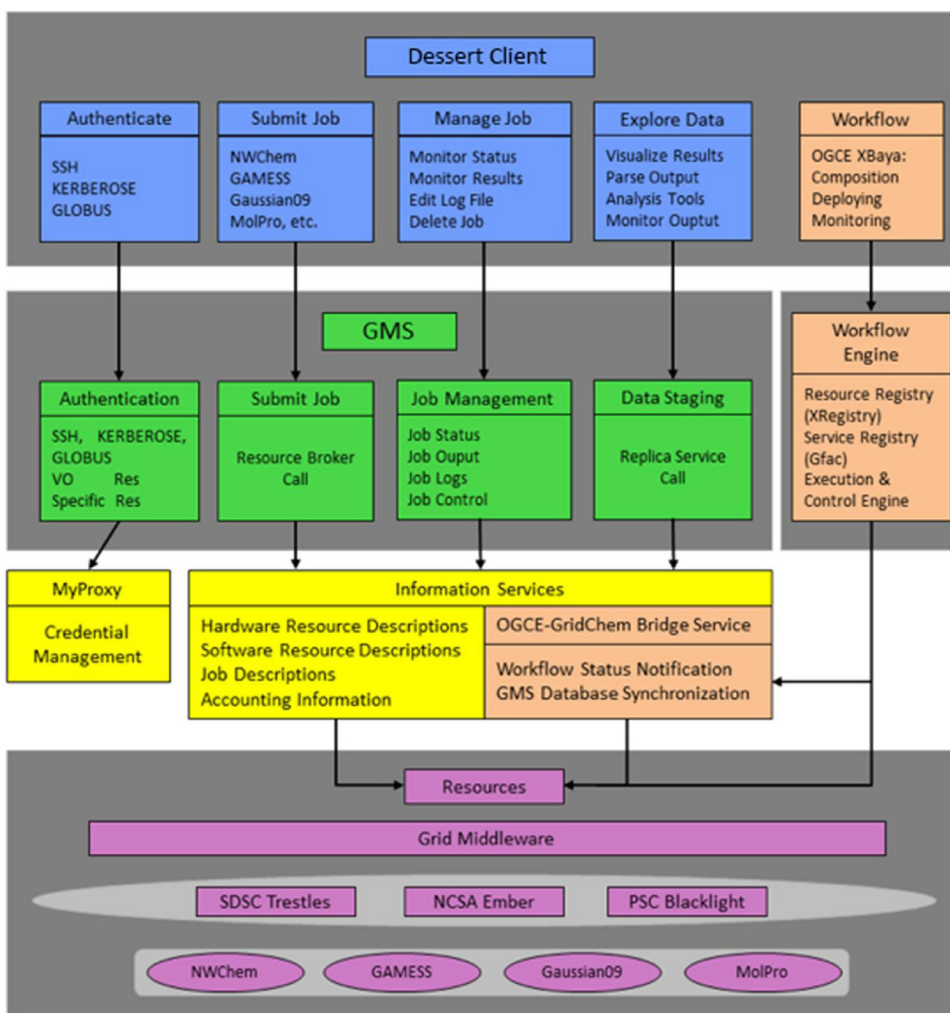 Dessert Client
Authenticate
SSH
KERBEROSE
GLOBUS
Submit Job
NWChem
GAMESS
Gaussian09
MolPro, etc.
Manage Job
Monitor Status
Monitor Results
Edit Log File
Delete Job
Explore Data
Visualize Results
Parse Output
Analysis Tools
Monitor Ouptut
Workflow
OGCE XBaya:
Composition
Deploying
Monitoring
GMS
Authentication
SSH, KERBEROSE,
GLOBUS
VO Res
Specific Res
Submit Job
Resource Broker
Call
Job Management
Job Status
Job Ouput
Job Logs
Job Control
Data Staging
Replica Service
Call
Workflow
Engine
Resource Registry
(XRegistry)
Service Registry
(Gfac)
Execution &
Control Engine
MyProxy
Credential
Management
Information Services
Hardware Resource Descriptions
Software Resource Descriptions
Job Descriptions
Accounting Information
OGCE-GridChem Bridge Service
Workflow Status Notification
GMS Database Synchronization
Resources
Grid Middleware
SDSC Trestles
NCSA Ember
PSC Blacklight
NWChem
GAMESS
Gaussian09
MolPro